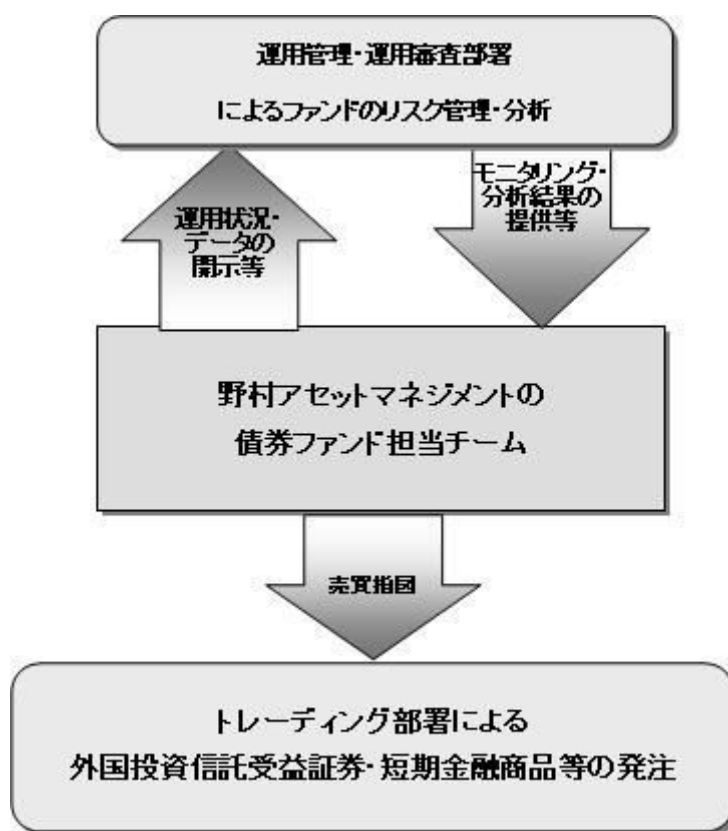 運用管理・運用審査部署
によるファンドのリスク管理・分析
運用状況・
データの
開示等
モニタリング・
分析結果の
提供等
野村アセットマネジメントの
債券ファンド担当チーム
売買指図
トレーディング部署による
外国投資信託受益証券・短期金融商品等の発注